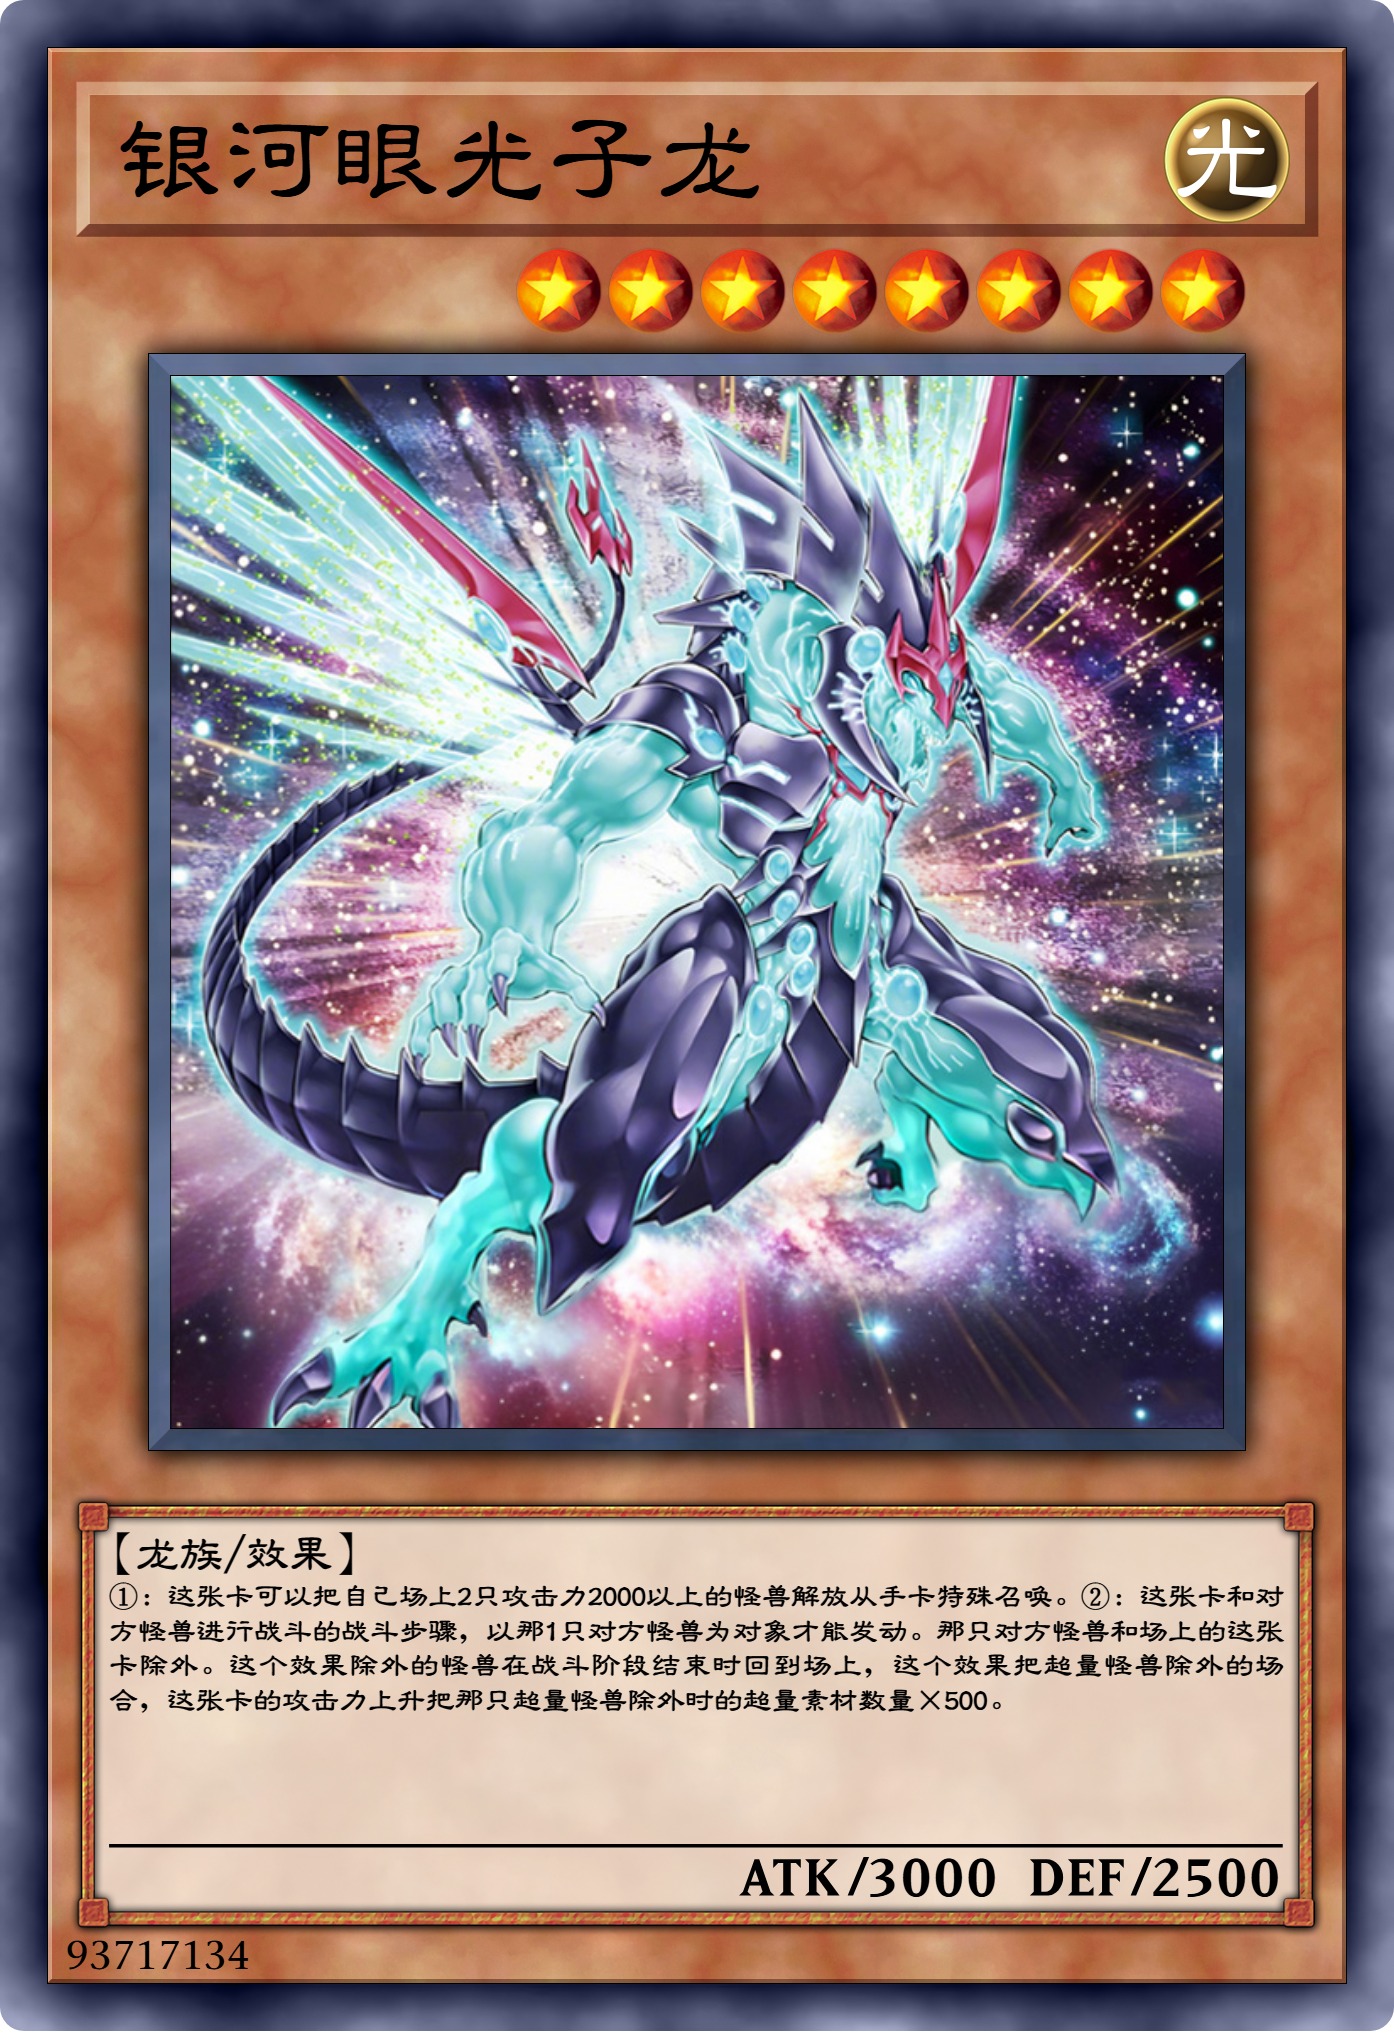 银河眼光子龙
光
【龙族/效果】
①：这张卡可以把自己场上2只攻击力2000以上的怪兽解放从手卡特殊召唤。②：这张卡和对
方怪兽进行战斗的战斗步骤，以那1只对方怪兽为对象才能发动。那只对方怪兽和场上的这张
卡除外。这个效果除外的怪兽在战斗阶段结束时回到场上，这个效果把超量怪兽除外的场
合，这张卡的攻击力上升把那只超量怪兽除外时的超量素材数量×500。
ATK/3000 DEF/2500
93717134